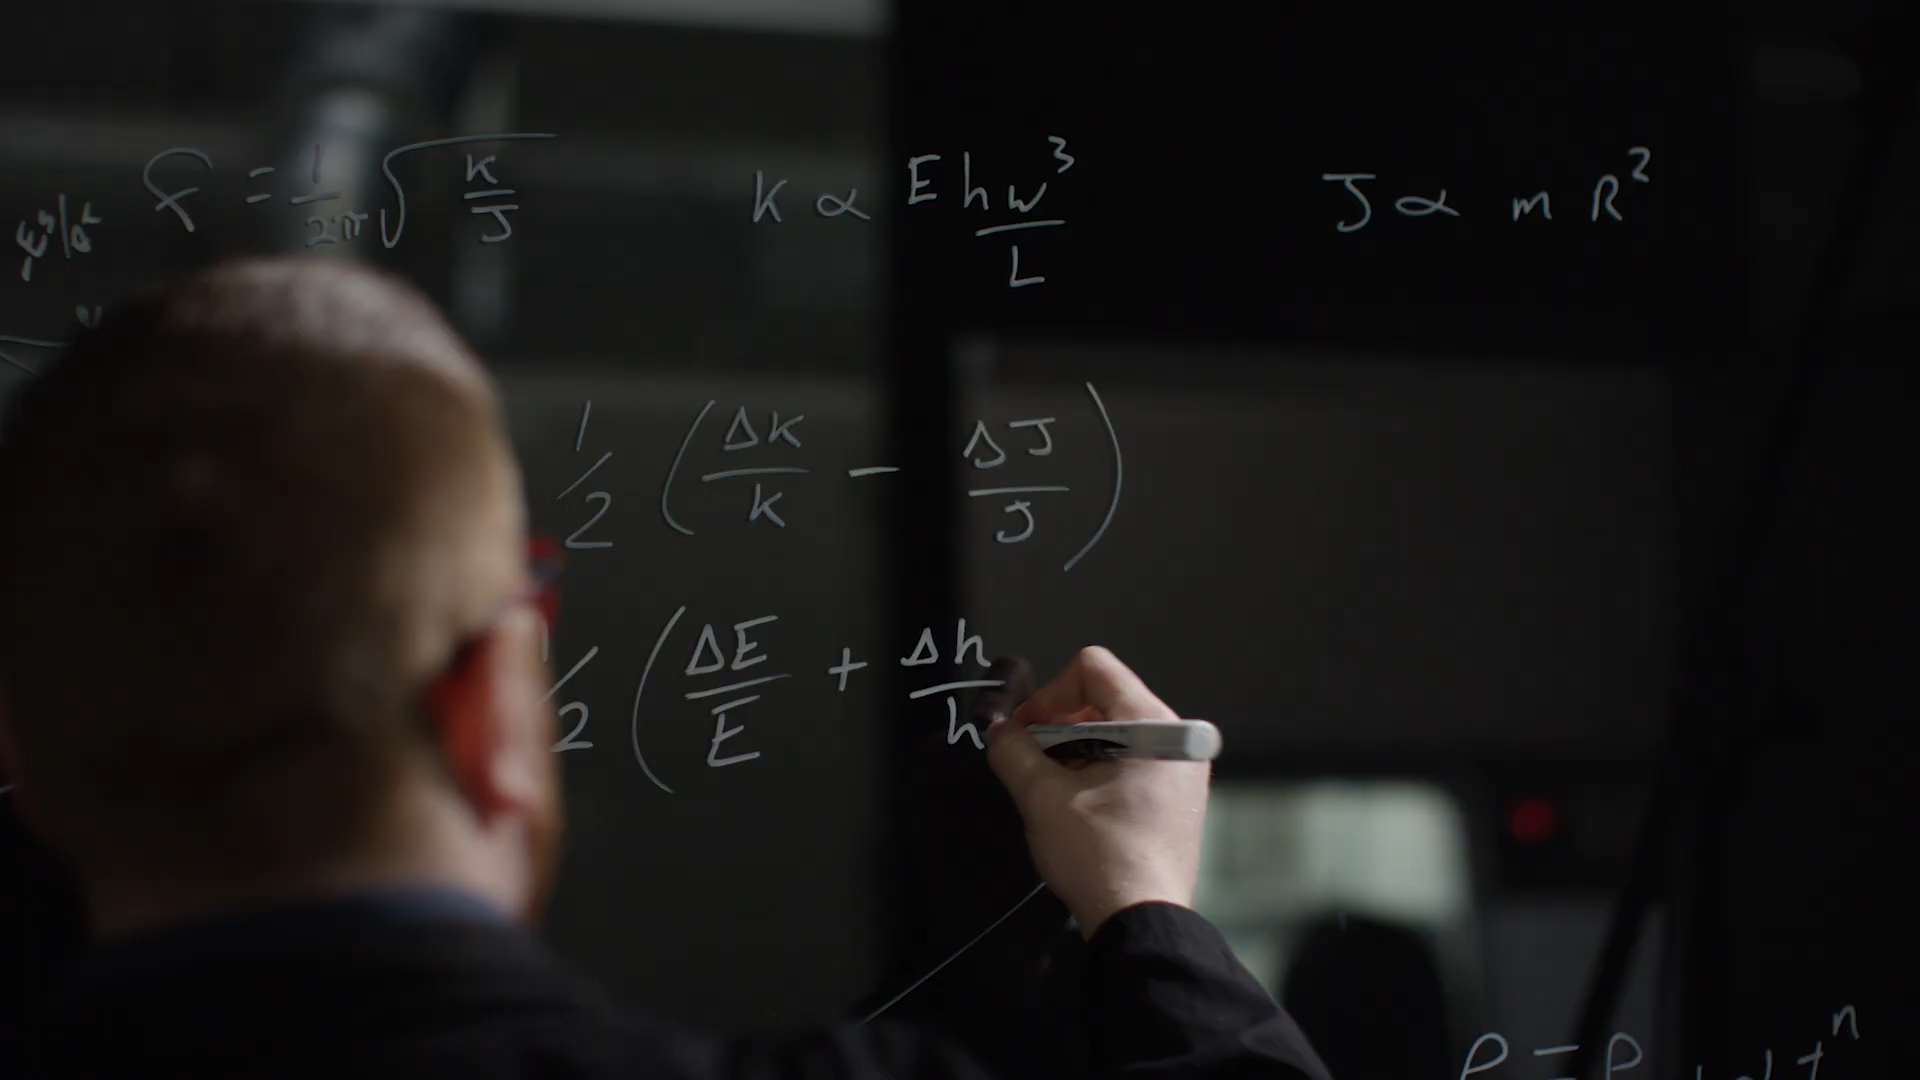 f = 1/2π √(K/J) K ∝ Ehw³/L J ∝ mR²
1/2 (ΔK/K − ΔJ/J)
1/2 (ΔE/E + Δh/h